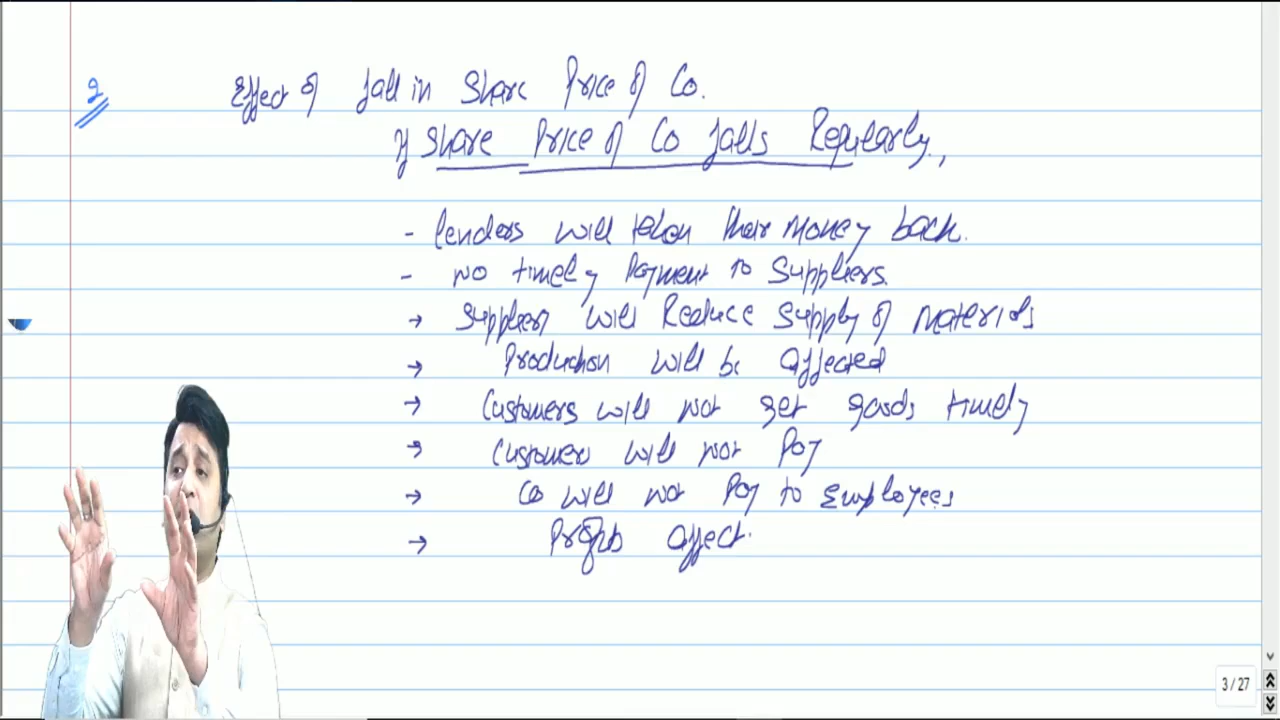 2
Effect of fall in Share Price of Co.
If Share Price of Co falls Regularly,
- lenders will taken their money back.
- No timely Payment to Suppliers.
→ Suppliers will Reduce Supply of materials
→ Production will be affected
→ Customers will not get goods timely
→ Customers will not Pay
→ Co will not Pay to Employees
→ Profits affect.
3 / 27